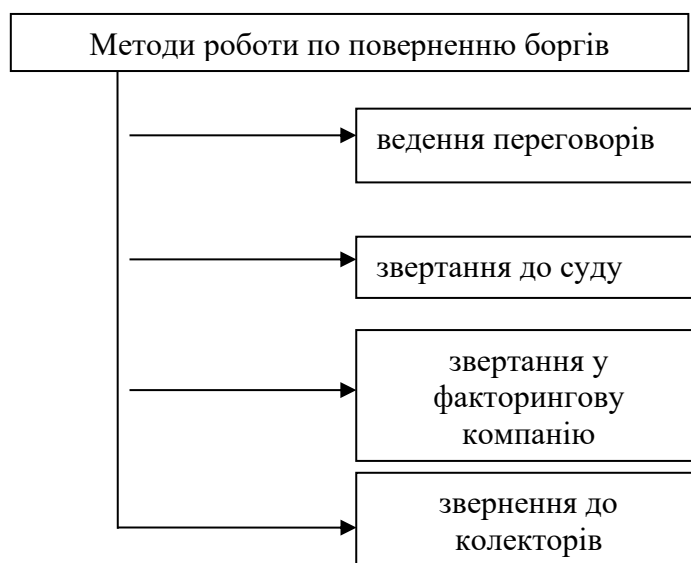 Методи роботи по поверненню боргів
ведення переговорів
звертання до суду
звертання у
факторингову
компанію
звернення до
колекторів